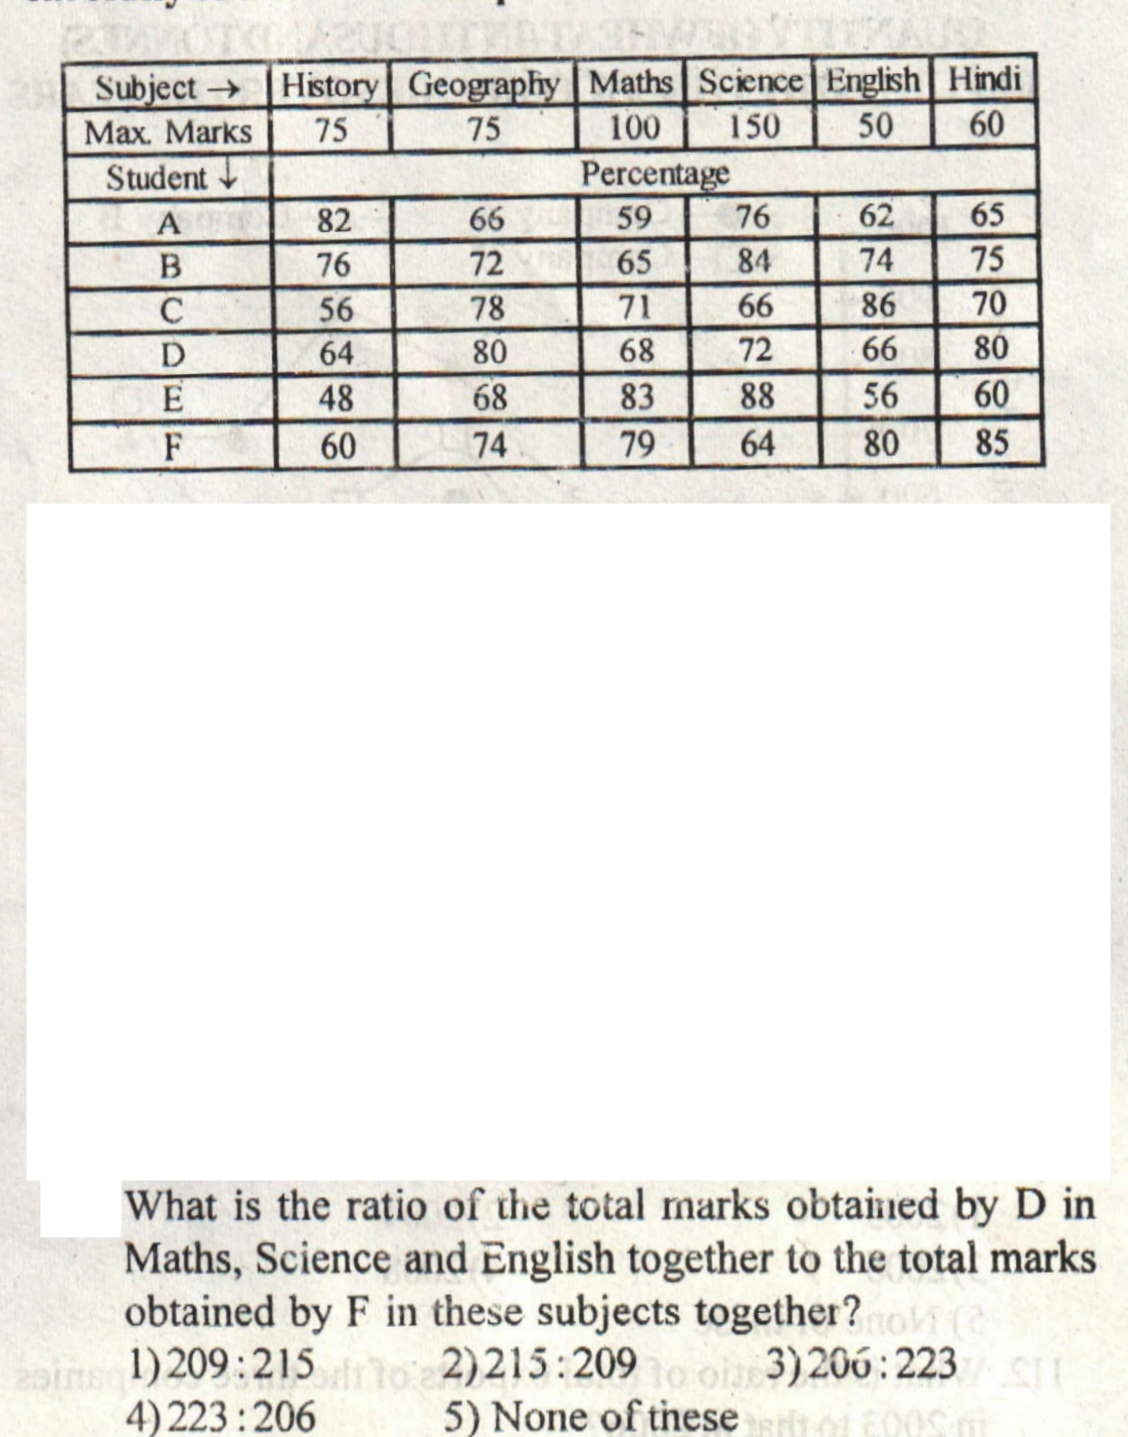 Subject → History Geography Maths Science English Hindi
Max. Marks 75 75 100 150 50 60
Student ↓ Percentage
A 82 66 59 76 62 65
B 76 72 65 84 74 75
C 56 78 71 66 86 70
D 64 80 68 72 66 80
E 48 68 83 88 56 60
F 60 74 79 64 80 85
What is the ratio of the total marks obtained by D in
Maths, Science and English together to the total marks
obtained by F in these subjects together?
1) 209 : 215 2) 215 : 209 3) 206 : 223
4) 223 : 206 5) None of these